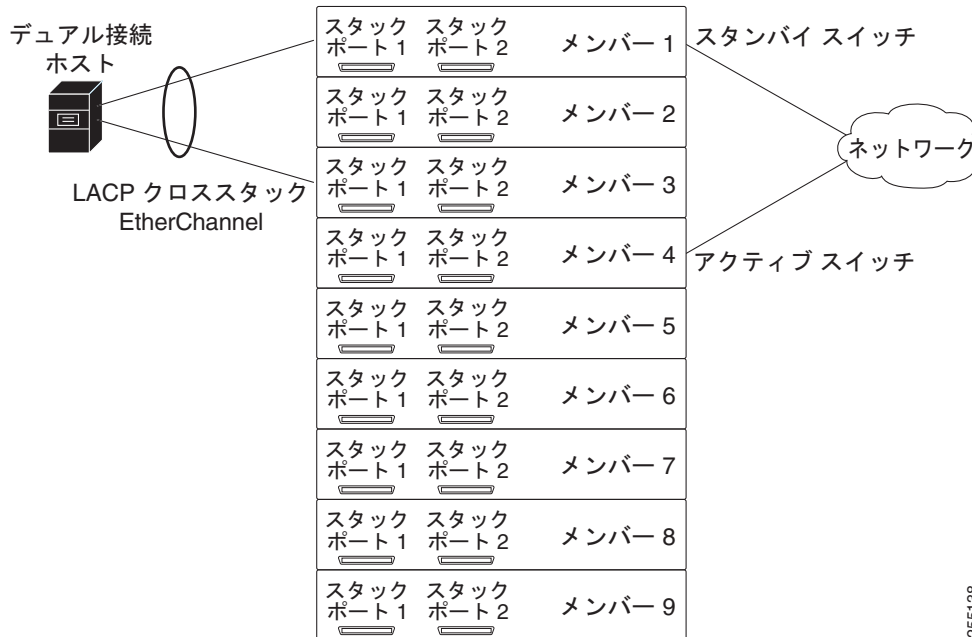 デュアル接続
ホスト
LACP クロススタック
EtherChannel
スタック スタック
ポート 1 ポート 2 メンバー 1
スタンバイ スイッチ
スタック スタック
ポート 1 ポート 2 メンバー 2
ネットワーク
スタック スタック
ポート 1 ポート 2 メンバー 3
スタック スタック
ポート 1 ポート 2 メンバー 4
アクティブ スイッチ
スタック スタック
ポート 1 ポート 2 メンバー 5
スタック スタック
ポート 1 ポート 2 メンバー 6
スタック スタック
ポート 1 ポート 2 メンバー 7
スタック スタック
ポート 1 ポート 2 メンバー 8
スタック スタック
ポート 1 ポート 2 メンバー 9